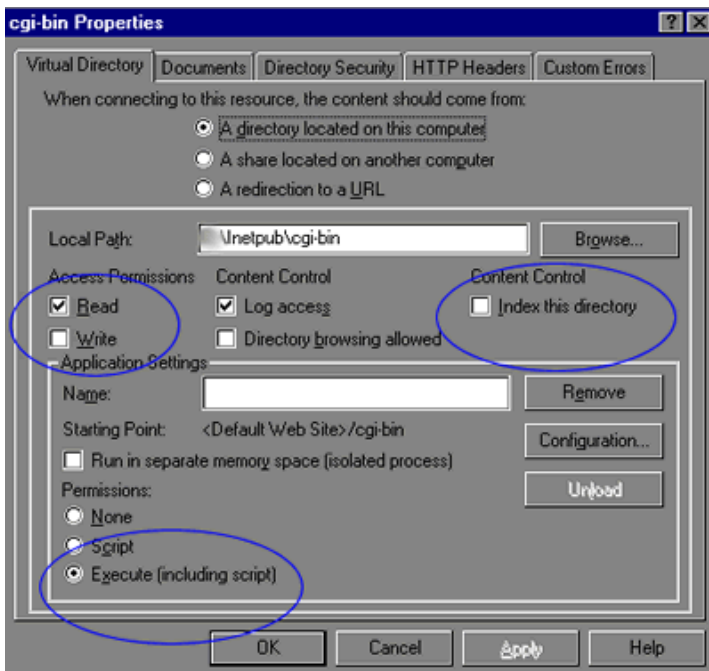 cgi-bin Properties
Virtual Directory Documents Directory Security HTTP Headers Custom Errors
When connecting to this resource, the content should come from:
A directory located on this computer
A share located on another computer
A redirection to a URL
Local Path: \Inetpub\cgi-bin Browse...
Access Permissions Content Control Content Control
Read Log access Index this directory
Write Directory browsing allowed
Application Settings
Name: Remove
Starting Point: <Default Web Site>/cgi-bin Configuration...
Run in separate memory space (isolated process)
Permissions: Unload
None
Script
Execute (including script)
OK Cancel Apply Help